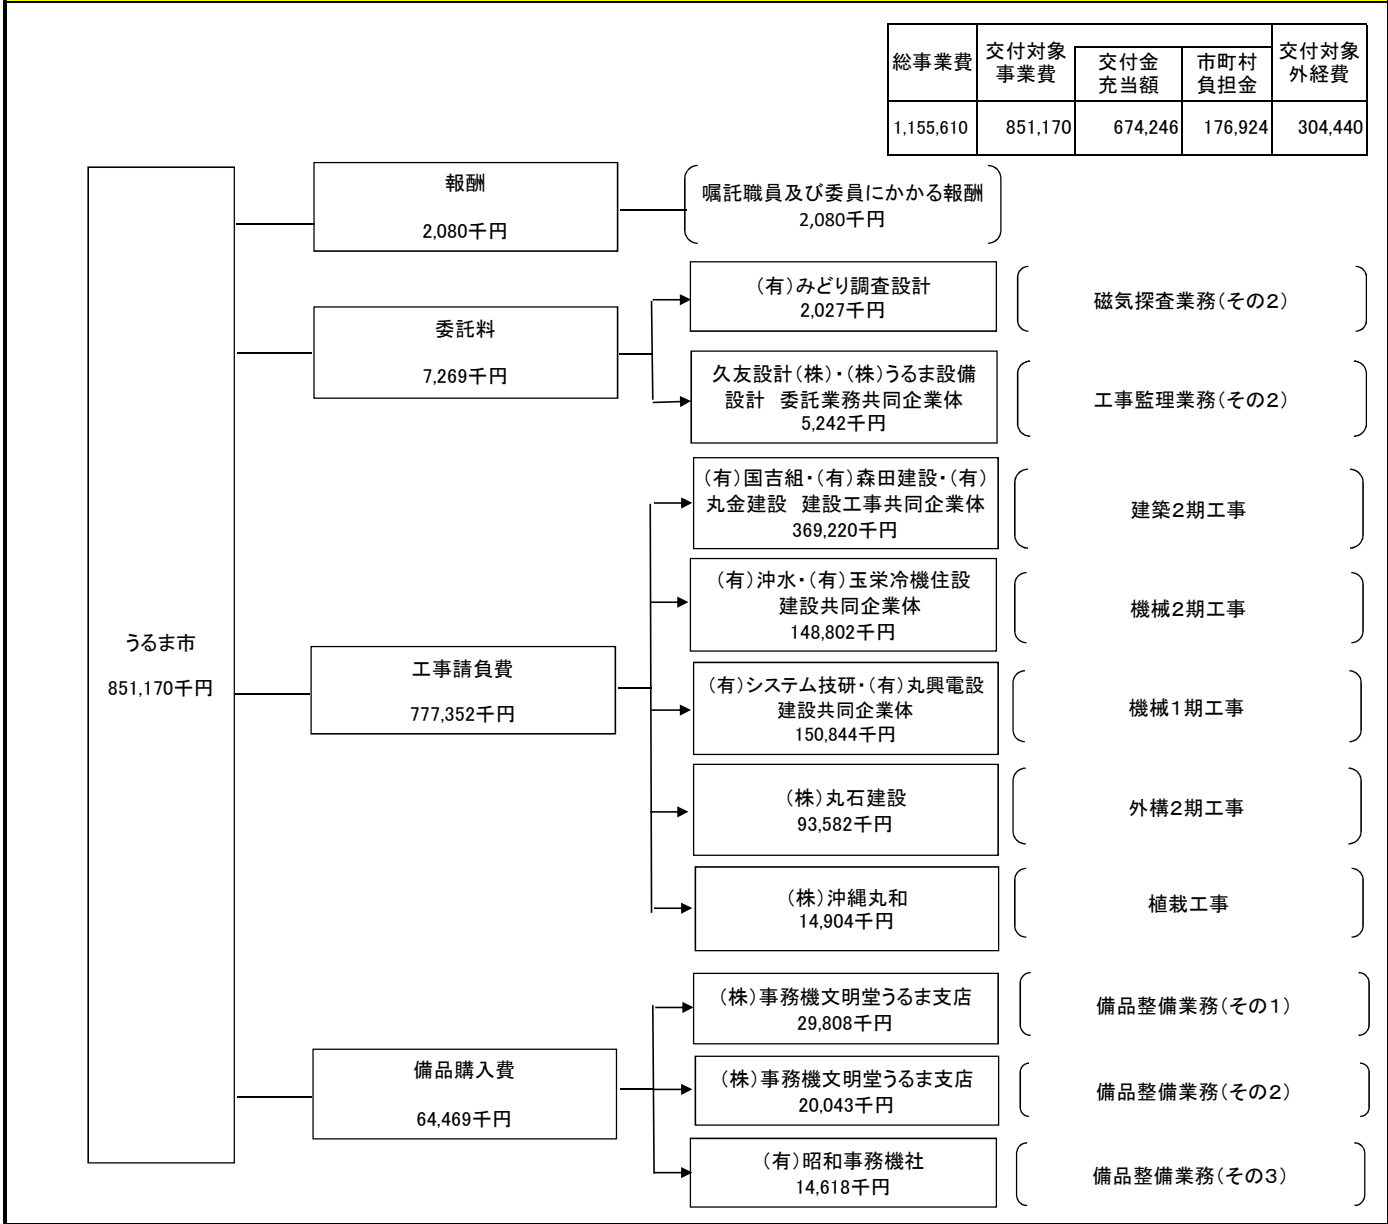 総事業費
交付対象
事業費
交付金
充当額
市町村
負担金
交付対象
外経費
1,155,610 851,170 674,246 176,924 304,440
うるま市
851,170千円
報酬
2,080千円
嘱託職員及び委員にかかる報酬
2,080千円
委託料
7,269千円
(有)みどり調査設計
2,027千円
磁気探査業務(その2)
久友設計(株)・(株)うるま設備
設計 委託業務共同企業体
5,242千円
工事監理業務(その2)
工事請負費
777,352千円
(有)国吉組・(有)森田建設・(有)
丸金建設 建設工事共同企業体
369,220千円
建築2期工事
(有)沖水・(有)玉栄冷機住設
建設共同企業体
148,802千円
機械2期工事
(有)システム技研・(有)丸興電設
建設共同企業体
150,844千円
機械1期工事
(株)丸石建設
93,582千円
外構2期工事
(株)沖縄丸和
14,904千円
植栽工事
備品購入費
64,469千円
(株)事務機文明堂うるま支店
29,808千円
備品整備業務(その1)
(株)事務機文明堂うるま支店
20,043千円
備品整備業務(その2)
(有)昭和事務機社
14,618千円
備品整備業務(その3)